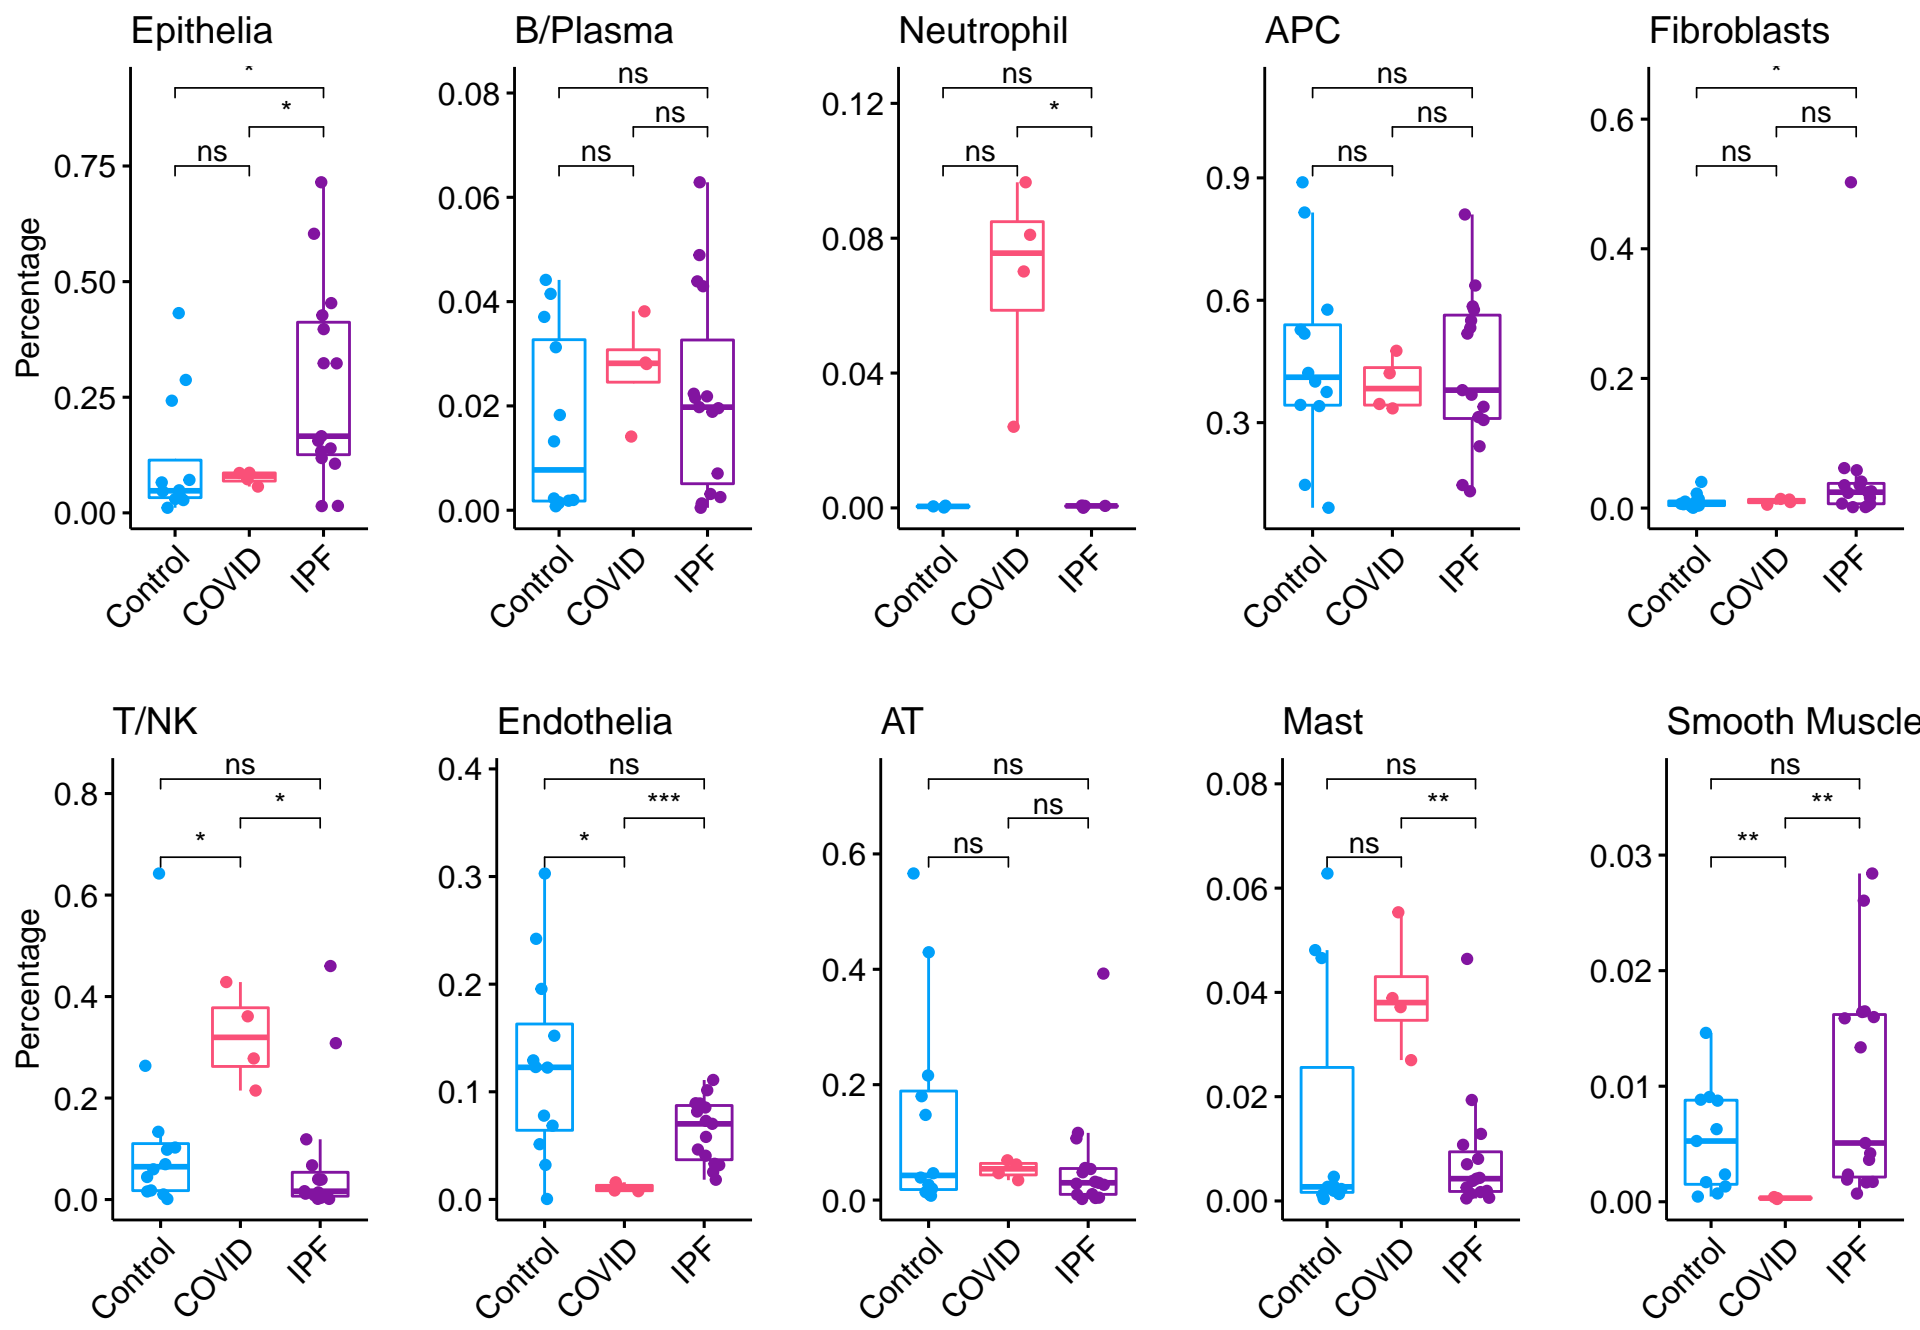 Epithelia
B/Plasma
Neutrophil
APC
Fibroblasts
Percentage
0.75
0.50
0.25
0.00
*
*
ns
Control
COVID
IPF
0.08
0.06
0.04
0.02
0.00
ns
ns
ns
Control
COVID
IPF
0.12
0.08
0.04
0.00
ns
*
ns
Control
COVID
IPF
0.9
0.6
0.3
ns
ns
ns
Control
COVID
IPF
0.6
0.4
0.2
0.0
*
ns
ns
Control
COVID
IPF
T/NK
Endothelia
AT
Mast
Smooth Muscle
Percentage
0.8
0.6
0.4
0.2
0.0
ns
*
*
Control
COVID
IPF
0.4
0.3
0.2
0.1
0.0
ns
***
*
Control
COVID
IPF
0.6
0.4
0.2
0.0
ns
ns
ns
Control
COVID
IPF
0.08
0.06
0.04
0.02
0.00
ns
**
ns
Control
COVID
IPF
0.03
0.02
0.01
0.00
ns
**
**
Control
COVID
IPF